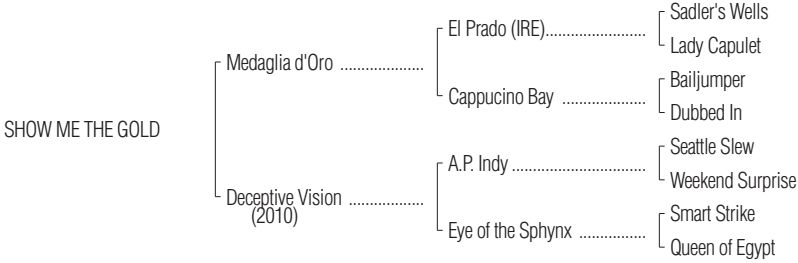 Sadler's Wells
El Prado (IRE).........................
Lady Capulet
Medaglia d'Oro .....................
Bailjumper
Cappucino Bay .....................
Dubbed In
SHOW ME THE GOLD
Seattle Slew
A.P. Indy ..................................
Weekend Surprise
Deceptive Vision ...................
(2010)
Smart Strike
Eye of the Sphynx .................
Queen of Egypt